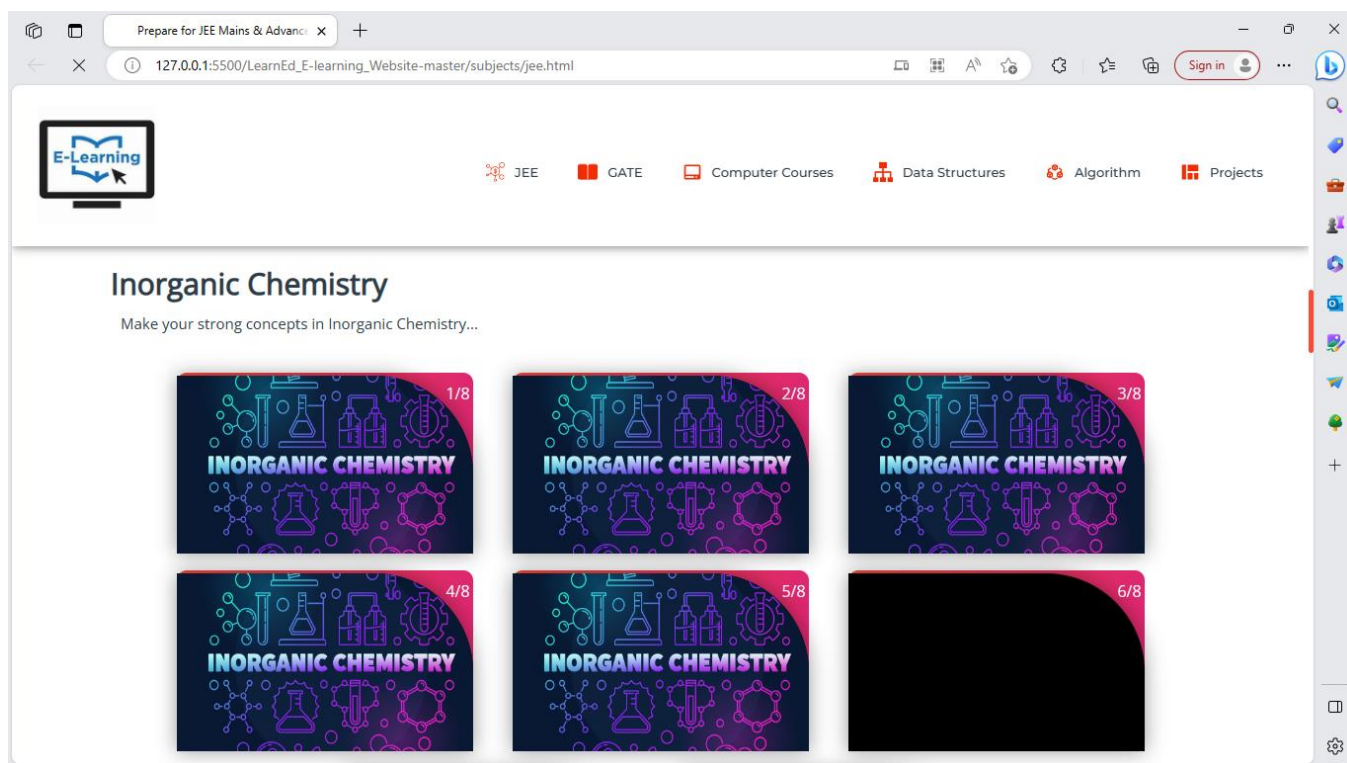 Prepare for JEE Mains & Advance
127.0.0.1:5500/LearnEd_E-learning_Website-master/subjects/jee.html
Sign in
E-Learning
JEE GATE Computer Courses Data Structures Algorithm Projects
Inorganic Chemistry
Make your strong concepts in Inorganic Chemistry...
1/8 2/8 3/8
INORGANIC CHEMISTRY INORGANIC CHEMISTRY INORGANIC CHEMISTRY
4/8 5/8 6/8
INORGANIC CHEMISTRY INORGANIC CHEMISTRY